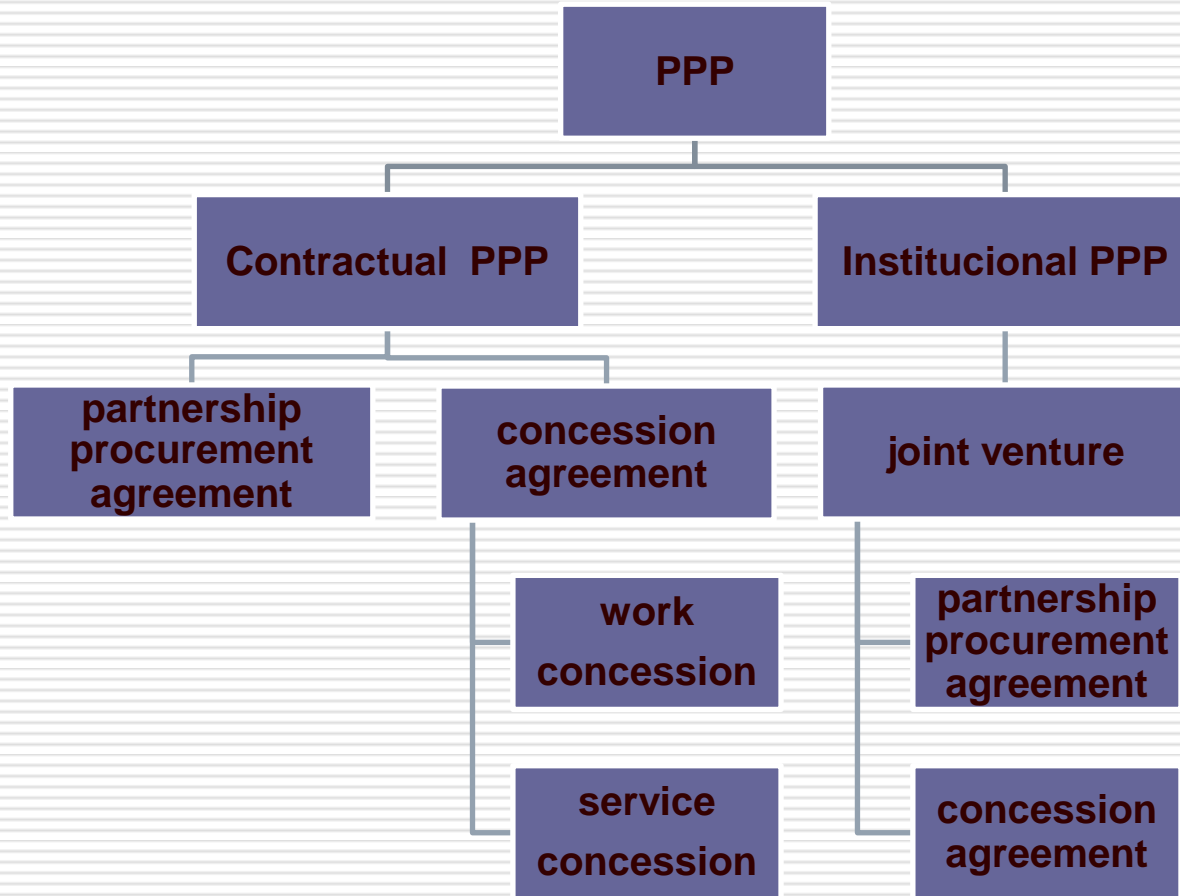 PPP
Contractual PPP
Institucional PPP
partnership
procurement
agreement
concession
agreement
joint venture
work
concession
partnership
procurement
agreement
service
concession
concession
agreement